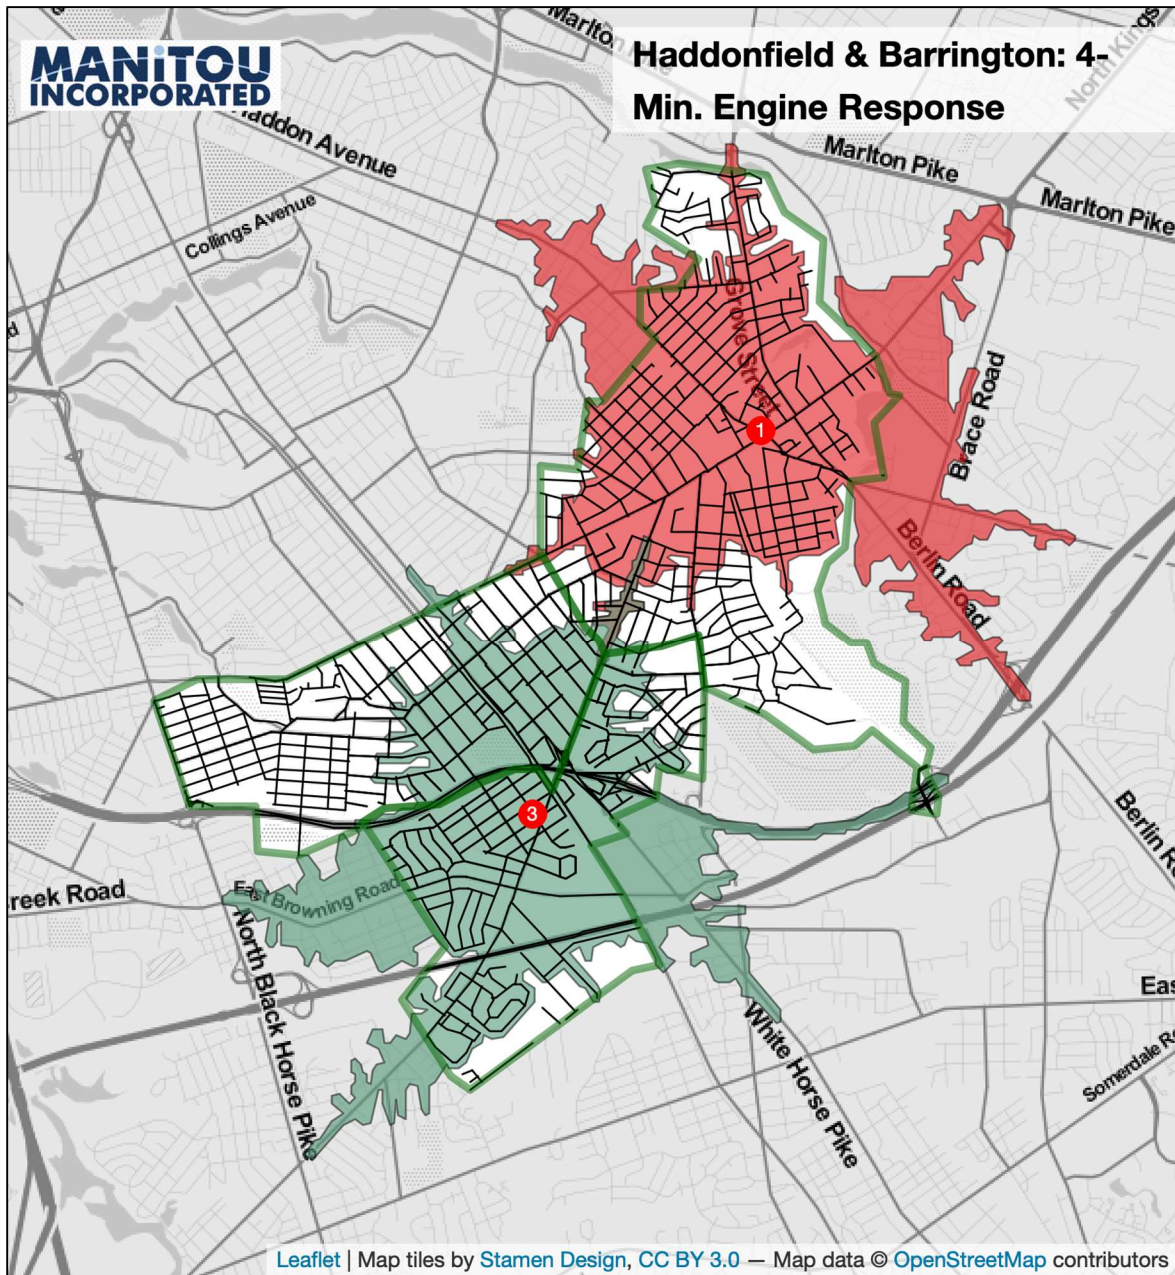 MANITOU
INCORPORATED
Haddonfield & Barrington: 4-
Min. Engine Response
Marlton
North Kings
Haddon Avenue
Marlton Pike
Marlton Pike
Collings Avenue
Grove Street
1
Brace Road
Berlin Road
3
Berlin R
reek Road
East Browning Road
North Black Horse Pike
Eas
White Horse Pike
Somerdale R
Leaflet | Map tiles by Stamen Design, CC BY 3.0 — Map data © OpenStreetMap contributors